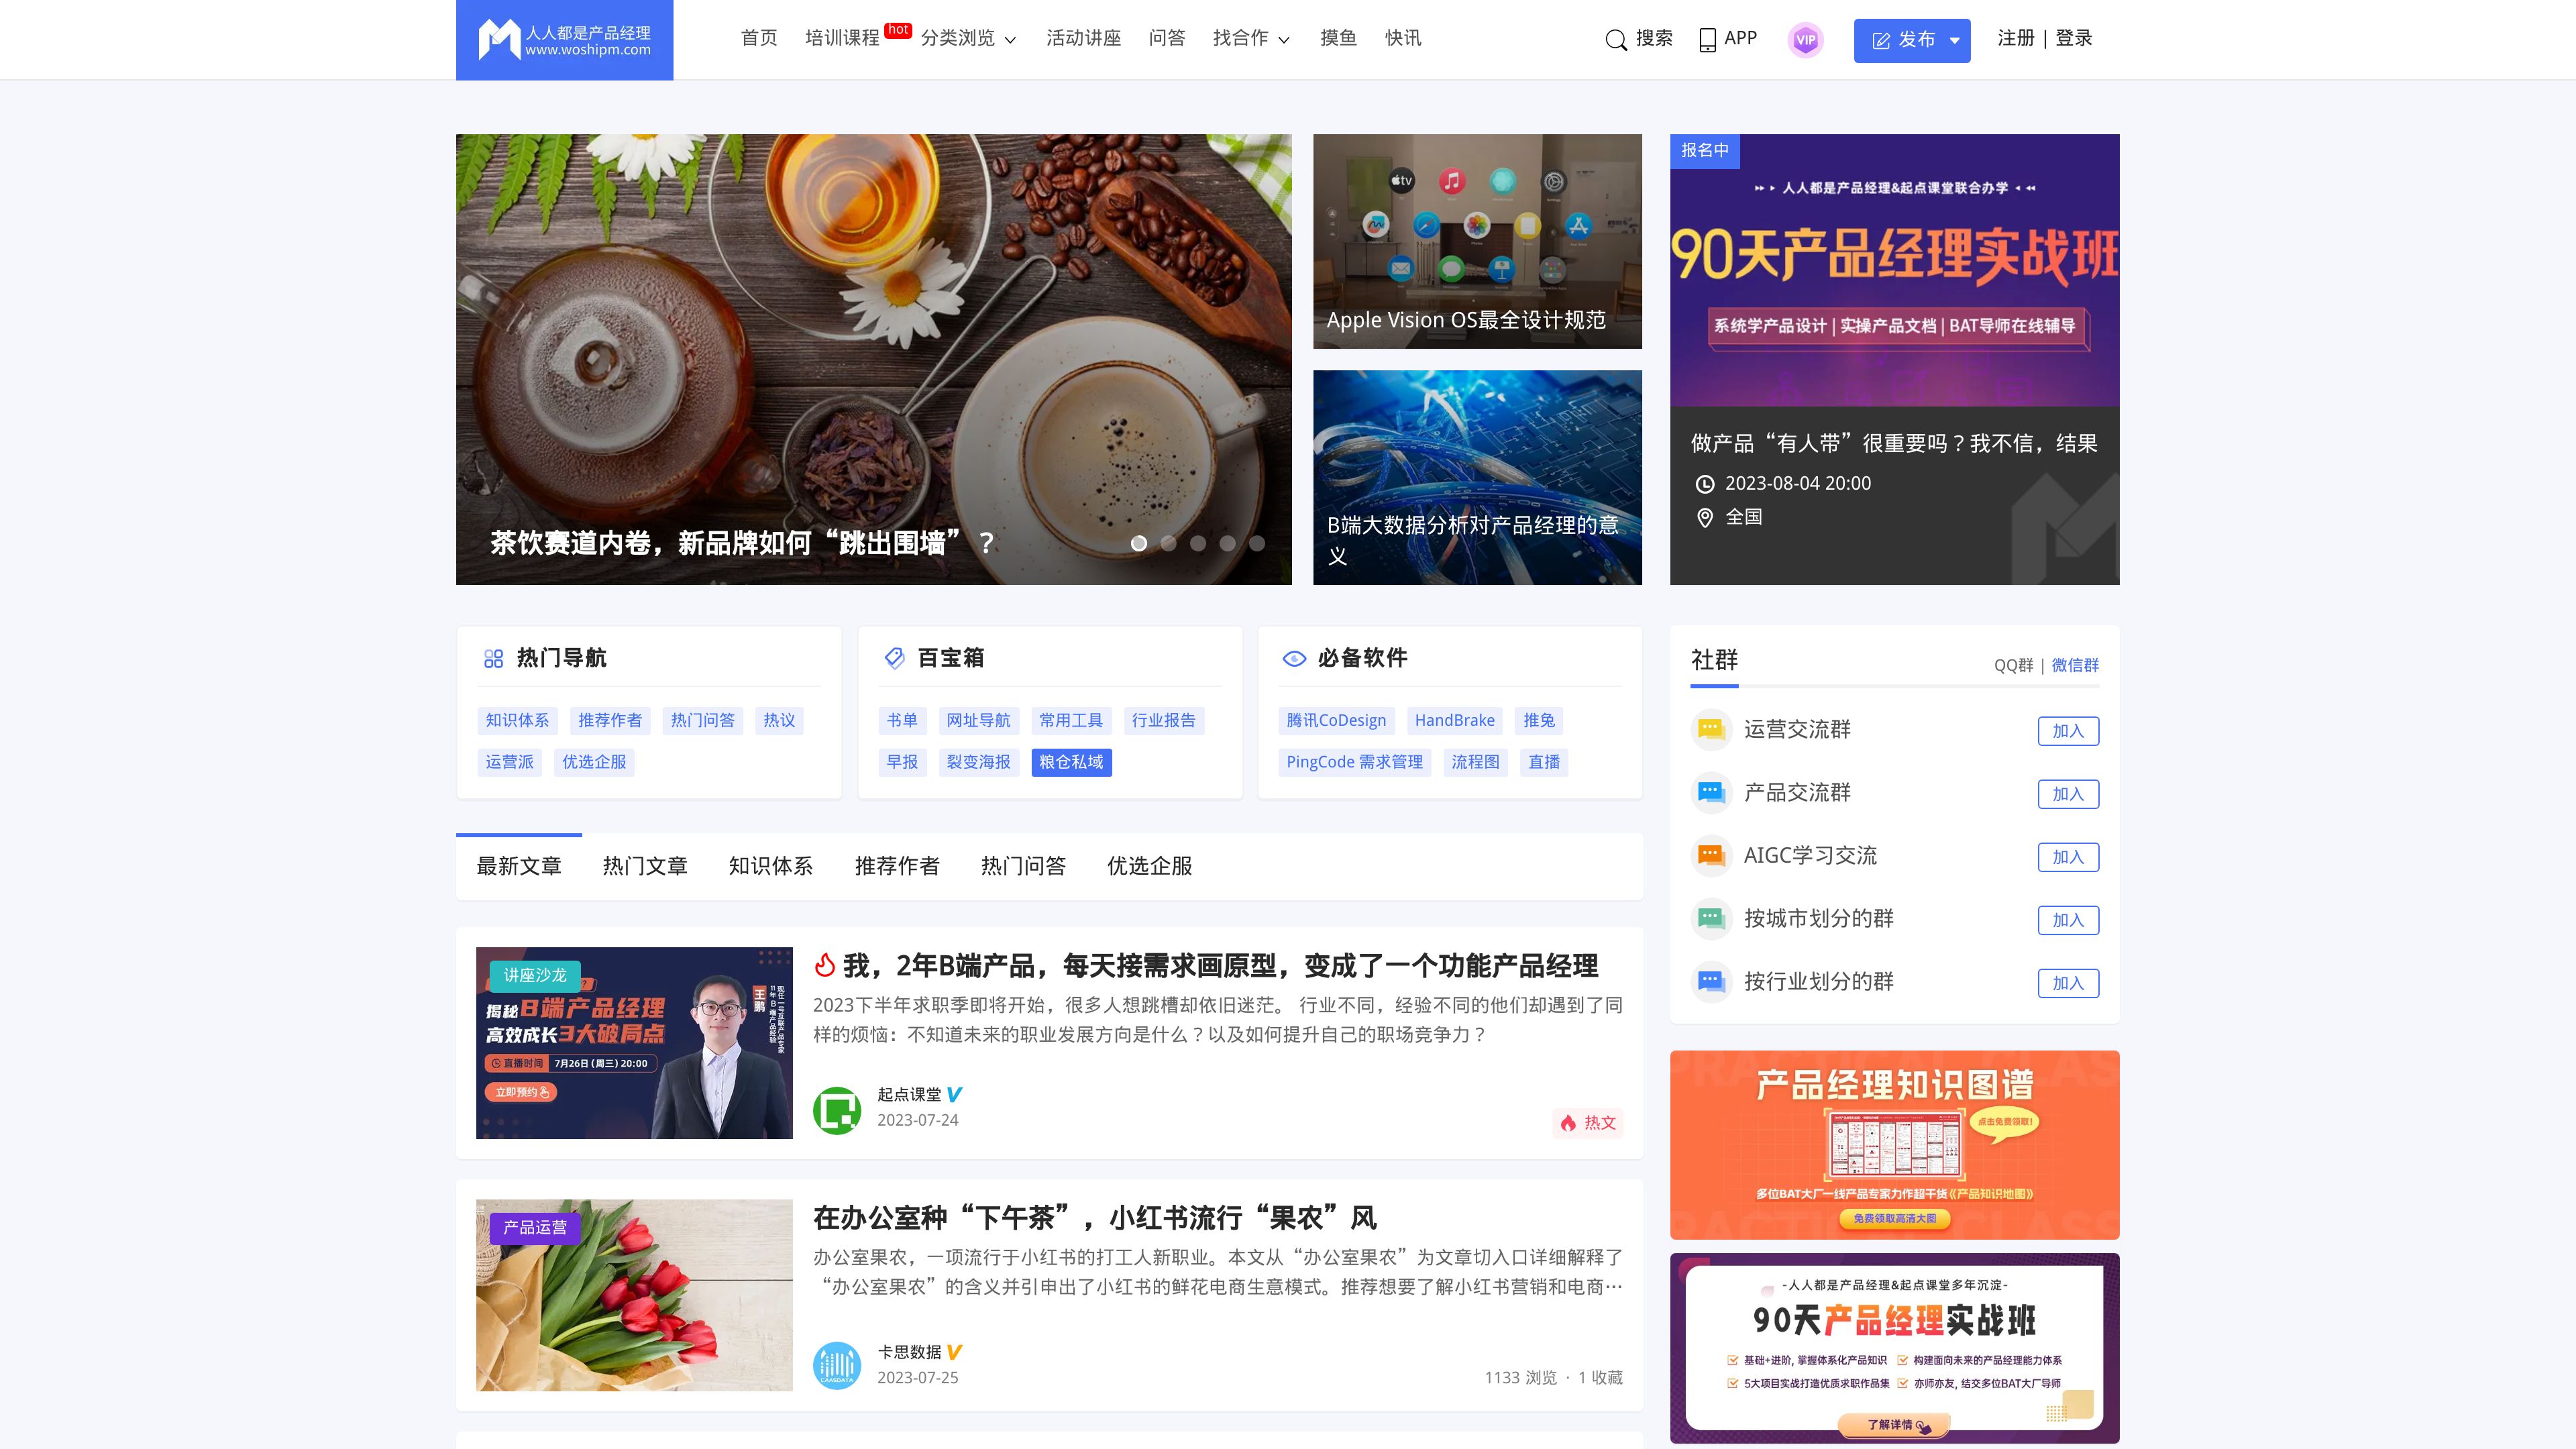 人人都是产品经理
www.woshipm.com
首页
培训课程
hot
分类浏览
活动讲座
问答
找合作
摸鱼
快讯
搜索
APP
VIP
发布
注册 | 登录
茶饮赛道内卷，新品牌如何“跳出围墙”？
tv
Apple Vision OS最全设计规范
B端大数据分析对产品经理的意
义
报名中
人人都是产品经理&起点课堂联合办学
90天产品经理实战班
系统学产品设计 | 实操产品文档 | BAT导师在线辅导
做产品“有人带”很重要吗？我不信，结果
2023-08-04 20:00
全国
热门导航
知识体系 推荐作者 热门问答 热议
运营派 优选企服
百宝箱
书单 网址导航 常用工具 行业报告
早报 裂变海报 粮仓私域
必备软件
腾讯CoDesign HandBrake 推兔
PingCode 需求管理 流程图 直播
社群
QQ群 | 微信群
运营交流群 加入
产品交流群 加入
AIGC学习交流 加入
按城市划分的群 加入
按行业划分的群 加入
最新文章 热门文章 知识体系 推荐作者 热门问答 优选企服
讲座沙龙
揭秘B端产品经理
高效成长3大破局点
直播时间 7月26日 (周三) 20:00
立即预约
王鹏
我，2年B端产品，每天接需求画原型，变成了一个功能产品经理
2023下半年求职季即将开始，很多人想跳槽却依旧迷茫。 行业不同，经验不同的他们却遇到了同
样的烦恼：不知道未来的职业发展方向是什么？以及如何提升自己的职场竞争力？
起点课堂
2023-07-24
热文
产品运营
在办公室种“下午茶”，小红书流行“果农”风
办公室果农，一项流行于小红书的打工人新职业。本文从“办公室果农”为文章切入口详细解释了
“办公室果农”的含义并引申出了小红书的鲜花电商生意模式。推荐想要了解小红书营销和电商…
CAASDATA
卡思数据
2023-07-25
1133 浏览 · 1 收藏
产品经理知识图谱
点击免费领取!
多位BAT大厂一线产品专家力作超干货《产品知识地图》
免费领取高清大图
-人人都是产品经理&起点课堂多年沉淀-
90天产品经理实战班
基础+进阶, 掌握体系化产品知识 构建面向未来的产品经理能力体系
5大项目实战打造优质求职作品集 亦师亦友, 结交多位BAT大厂导师
了解详情